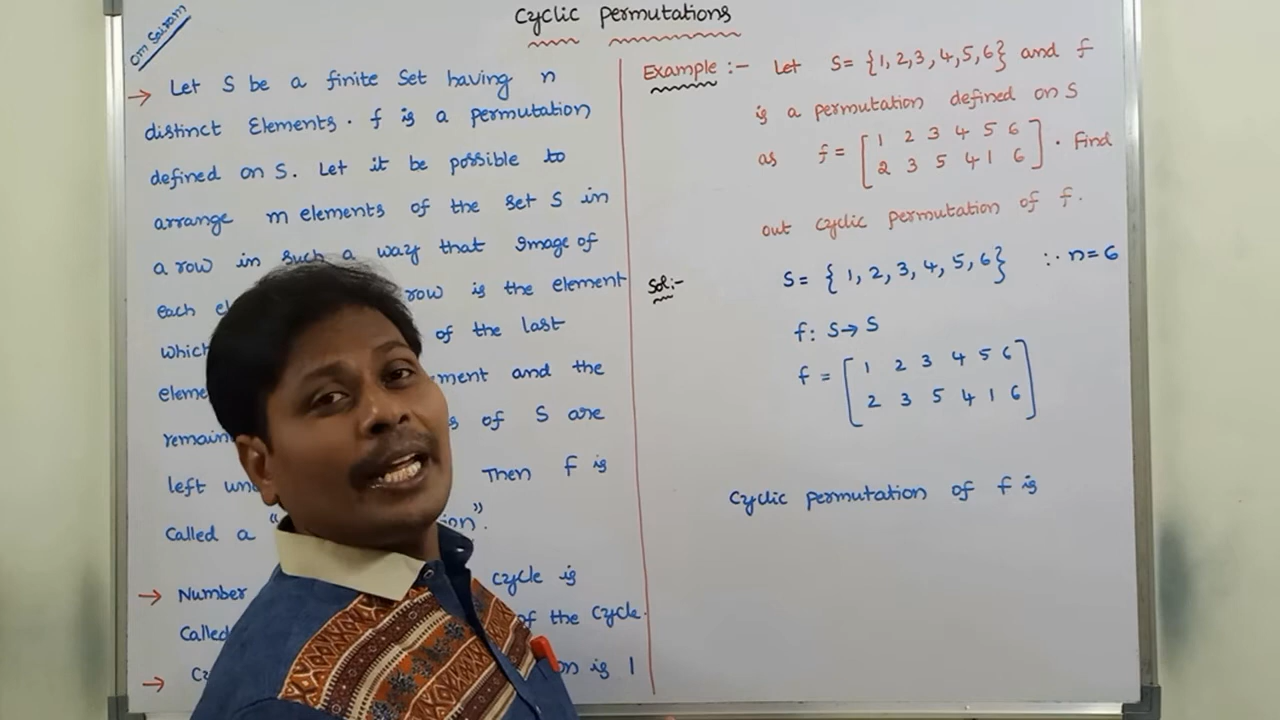 Om Sairam
Cyclic Permutations
→ Let S be a finite Set having n
distinct Elements. f is a permutation
defined on S. Let it be possible to
arrange m elements of the set S in
a row in such a way that Image of
each row is the element
which of the last
ment and the
of S are
left Then f is
Called a “ ion”.
→ Number cycle is
Called of the Cycle.
→ is 1
Example :- Let S= {1,2,3,4,5,6} and f
is a permutation defined on S
as f = [1 2 3 4 5 6
2 3 5 4 1 6] . Find
out cyclic permutation of f.
Sol:- S= {1,2,3,4,5,6} ∴ n=6
f: S→S
f = [1 2 3 4 5 6
2 3 5 4 1 6]
Cyclic permutation of f is